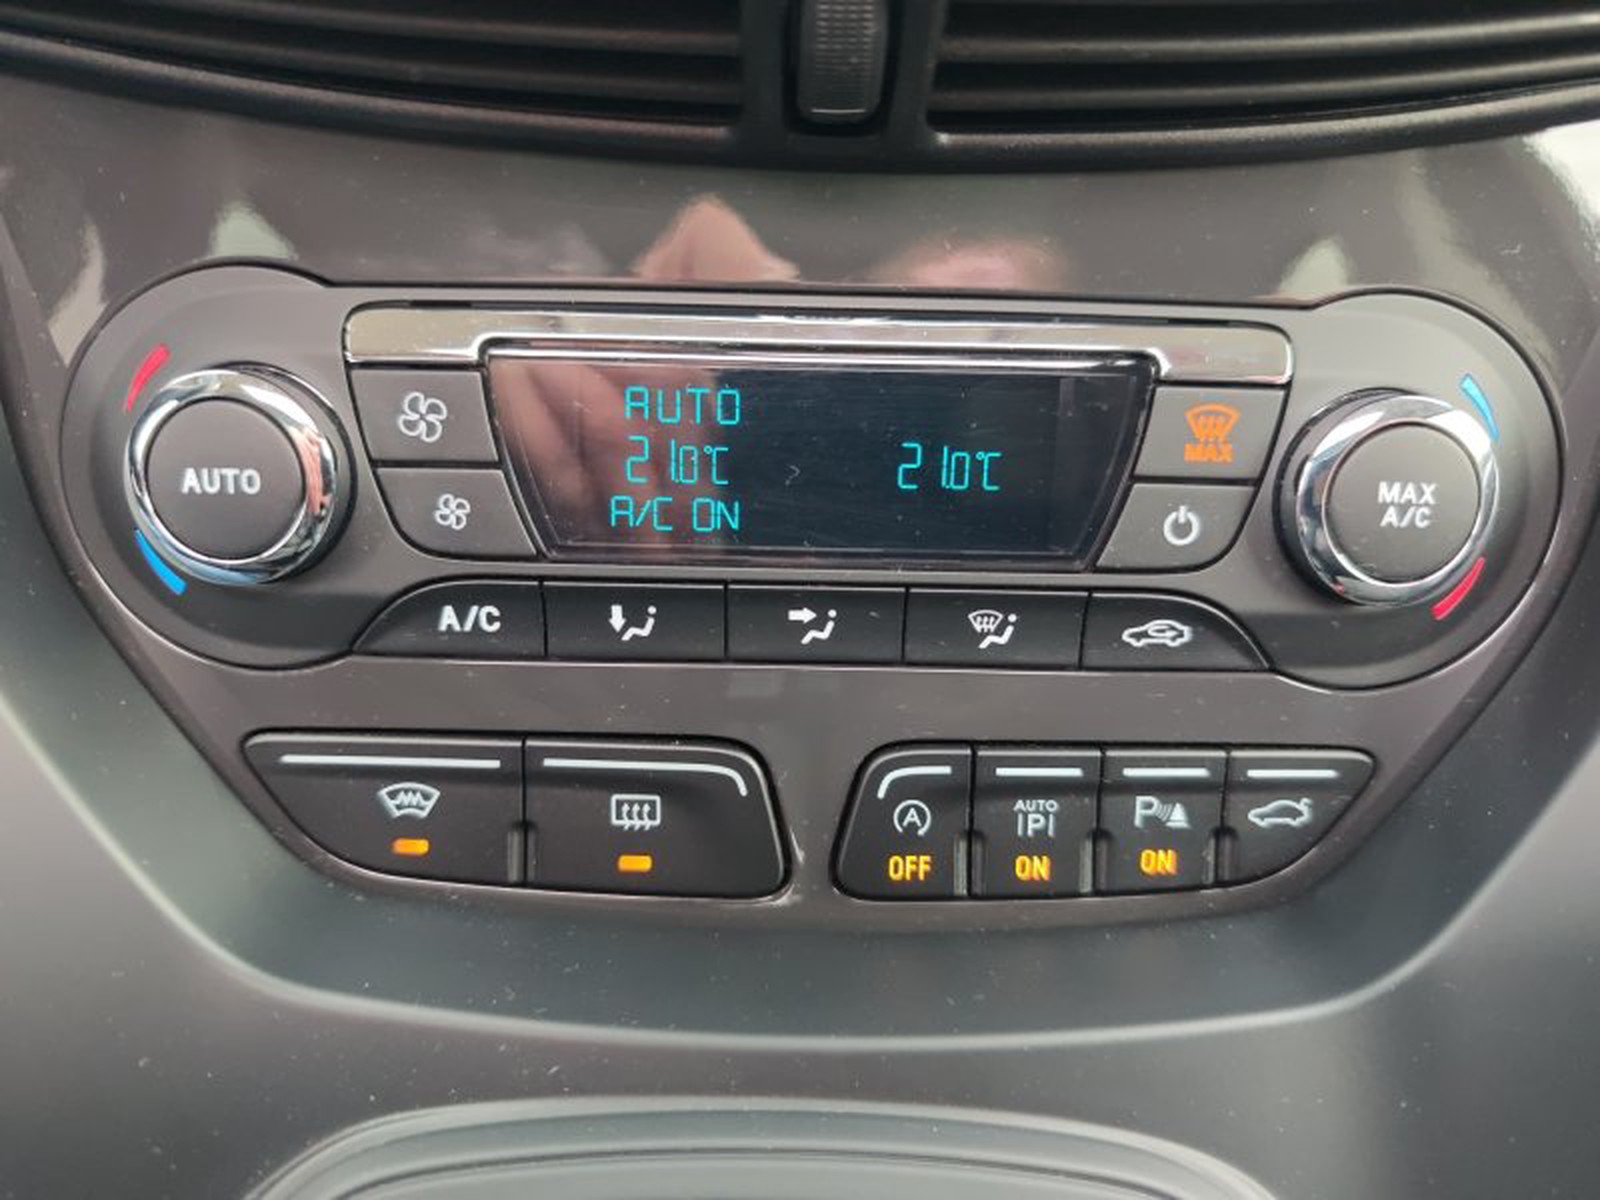 AUTO
21.0°C 21.0°C
A/C ON
AUTO
MAX
MAX
A/C
A/C
A
OFF
AUTO
P
ON
P
ON